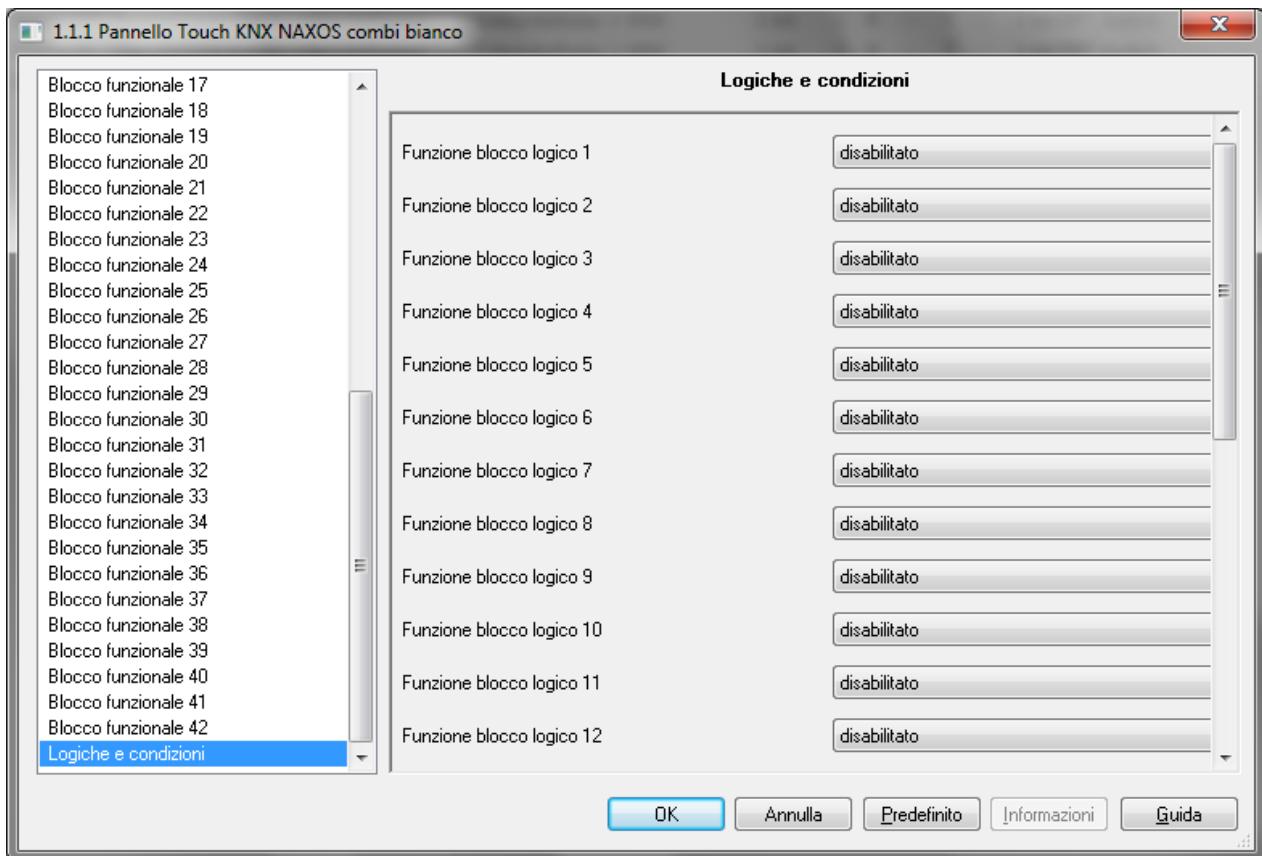 1.1.1 Pannello Touch KNX NAXOS combi bianco
Blocco funzionale 17
Blocco funzionale 18
Blocco funzionale 19
Blocco funzionale 20
Blocco funzionale 21
Blocco funzionale 22
Blocco funzionale 23
Blocco funzionale 24
Blocco funzionale 25
Blocco funzionale 26
Blocco funzionale 27
Blocco funzionale 28
Blocco funzionale 29
Blocco funzionale 30
Blocco funzionale 31
Blocco funzionale 32
Blocco funzionale 33
Blocco funzionale 34
Blocco funzionale 35
Blocco funzionale 36
Blocco funzionale 37
Blocco funzionale 38
Blocco funzionale 39
Blocco funzionale 40
Blocco funzionale 41
Blocco funzionale 42
Logiche e condizioni
Logiche e condizioni
Funzione blocco logico 1 disabilitato
Funzione blocco logico 2 disabilitato
Funzione blocco logico 3 disabilitato
Funzione blocco logico 4 disabilitato
Funzione blocco logico 5 disabilitato
Funzione blocco logico 6 disabilitato
Funzione blocco logico 7 disabilitato
Funzione blocco logico 8 disabilitato
Funzione blocco logico 9 disabilitato
Funzione blocco logico 10 disabilitato
Funzione blocco logico 11 disabilitato
Funzione blocco logico 12 disabilitato
OK Annulla Predefinito Informazioni Guida